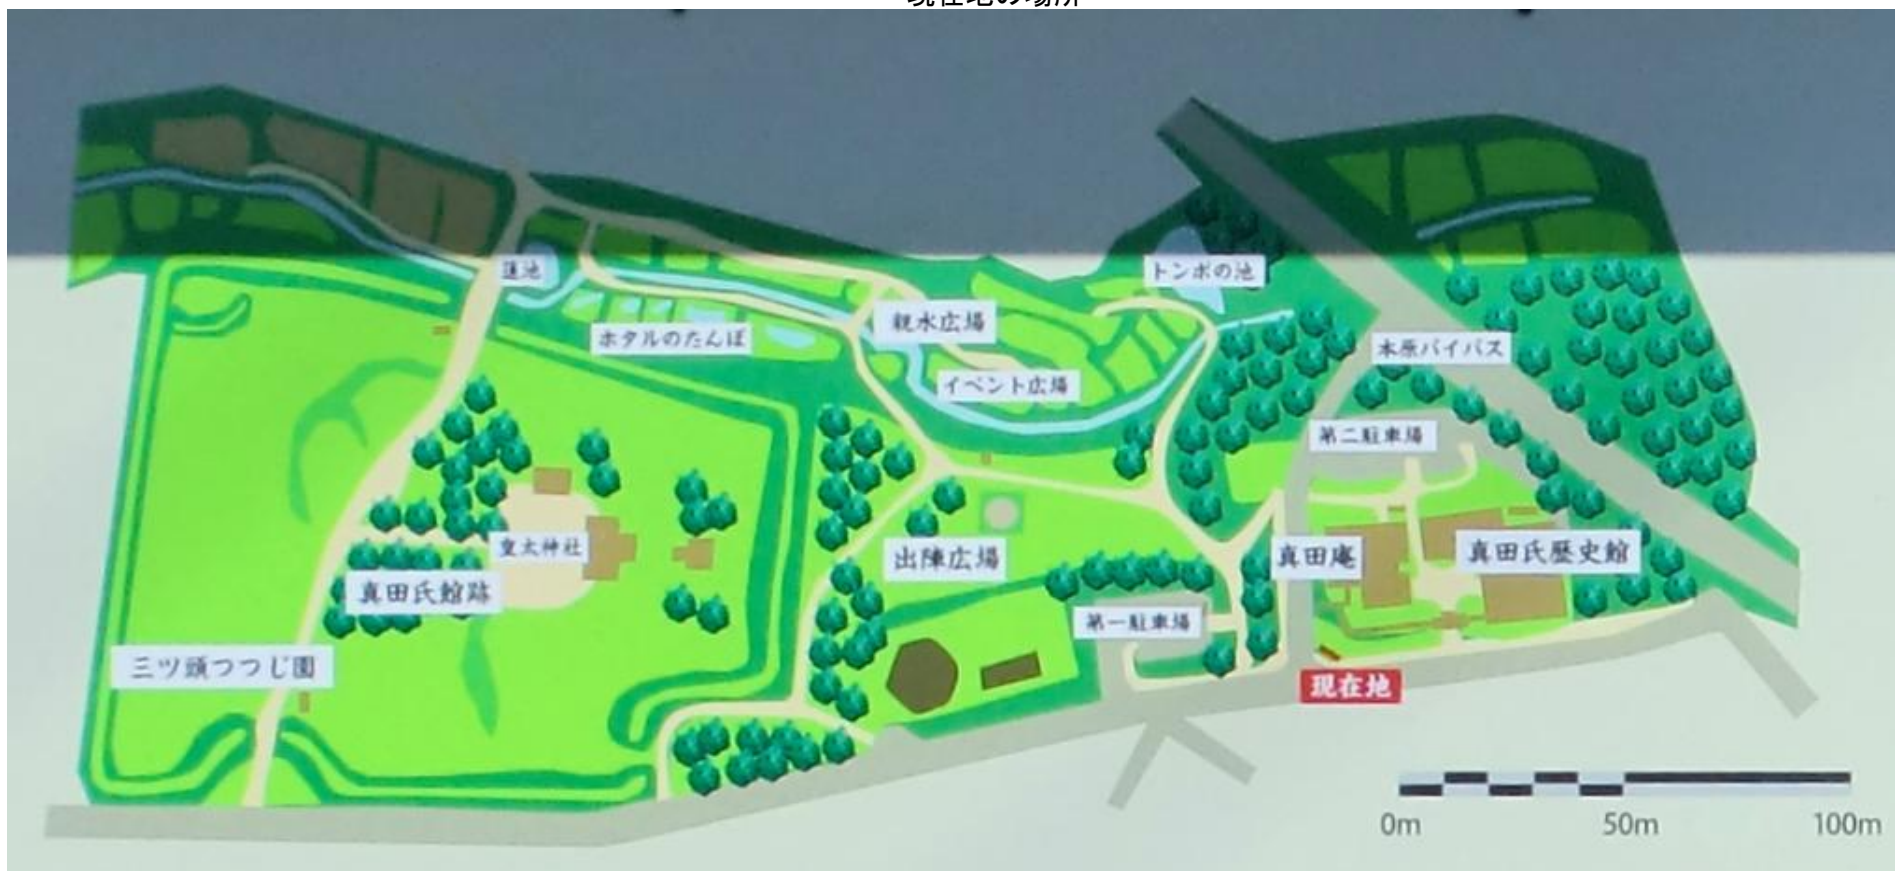 現在地の場所
蓮池
トンボの池
親水広場
ホタルのたんぼ
本原バイパス
イベント広場
第二駐車場
皇太神社
出陣広場
真田庵
真田氏歴史館
真田氏館跡
第一駐車場
三ツ頭つつじ園
現在地
0m
50m
100m